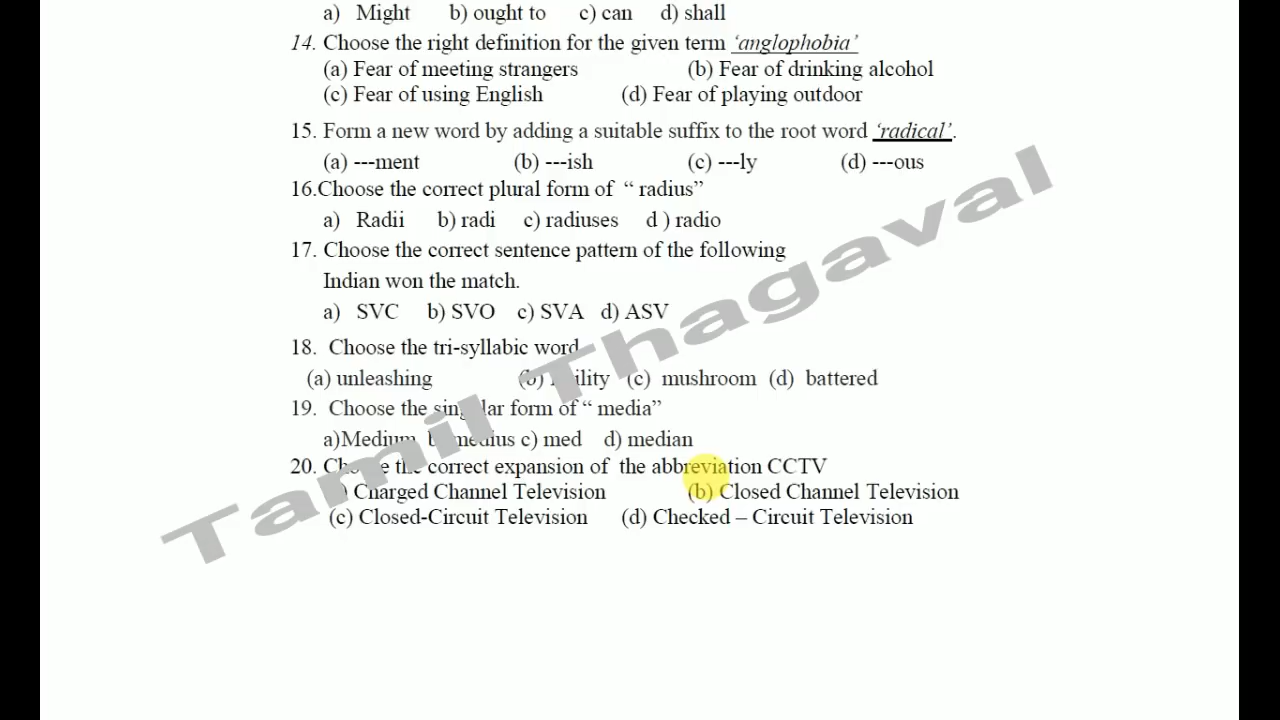 a) Might b) ought to c) can d) shall
14. Choose the right definition for the given term ‘anglophobia’
(a) Fear of meeting strangers (b) Fear of drinking alcohol
(c) Fear of using English (d) Fear of playing outdoor
15. Form a new word by adding a suitable suffix to the root word ‘radical’.
(a) ---ment (b) ---ish (c) ---ly (d) ---ous
16.Choose the correct plural form of “ radius”
a) Radii b) radi c) radiuses d ) radio
17. Choose the correct sentence pattern of the following
Indian won the match.
a) SVC b) SVO c) SVA d) ASV
18. Choose the tri-syllabic word
(a) unleashing (b) (c) mushroom (d) battered
19. Choose the singular form of “ media”
a)Medium b) medius c) med d) median
20. Choose the correct expansion of the abbreviation CCTV
) Charged Channel Television (b) Closed Channel Television
(c) Closed-Circuit Television (d) Checked – Circuit Television
Tamil Thagaval